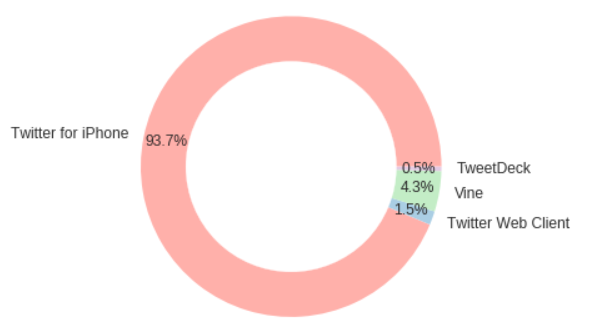 Twitter for iPhone
93.7%
0.5%
TweetDeck
4.3%
Vine
1.5%
Twitter Web Client